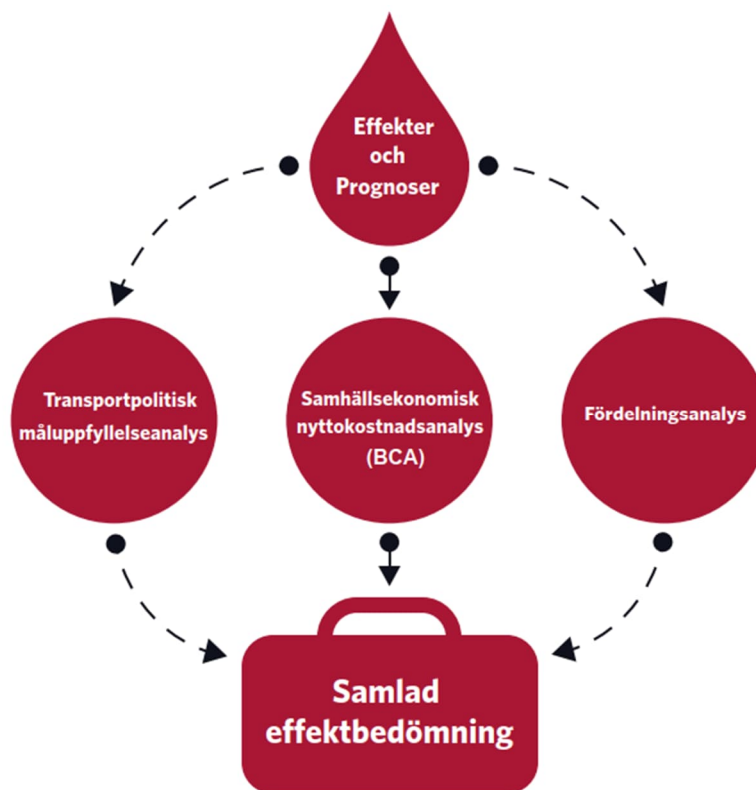 Effekter
och
Prognoser
Transportpolitisk
måluppfyllelseanalys
Samhällsekonomisk
nyttokostnadsanalys
(BCA)
Fördelningsanalys
Samlad
effektbedömning